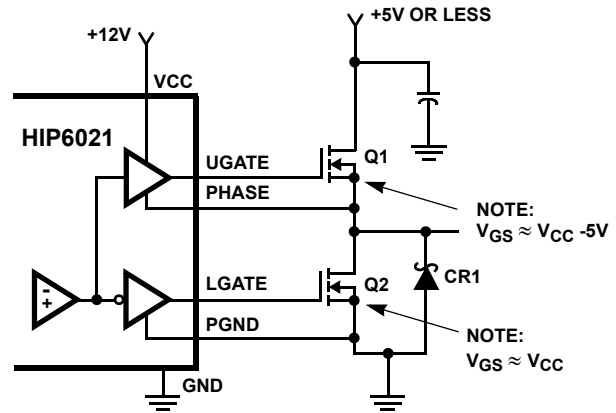 +5V OR LESS
+12V
VCC
HIP6021
UGATE
Q1
PHASE
NOTE:
VGS ≈ VCC -5V
- +
LGATE
Q2
CR1
PGND
NOTE:
VGS ≈ VCC
GND